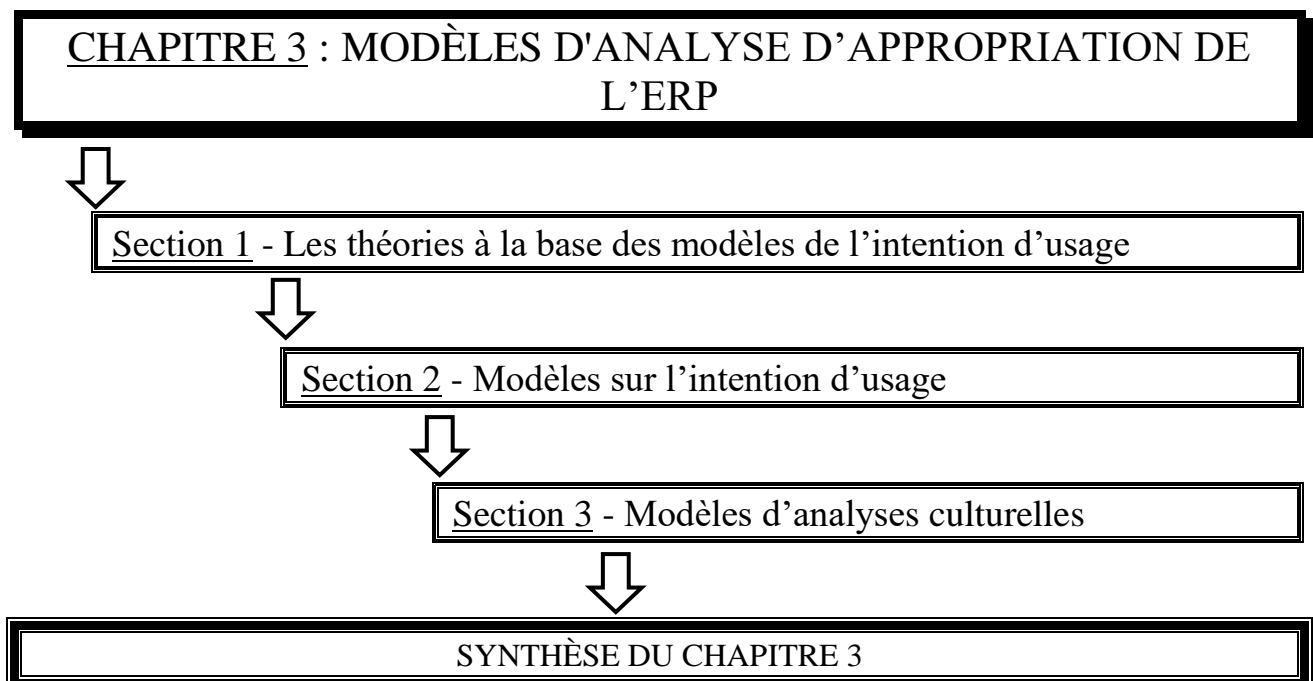 CHAPITRE 3 : MODÈLES D'ANALYSE D’APPROPRIATION DE
L’ERP
Section 1 - Les théories à la base des modèles de l’intention d’usage
Section 2 - Modèles sur l’intention d’usage
Section 3 - Modèles d’analyses culturelles
SYNTHÈSE DU CHAPITRE 3